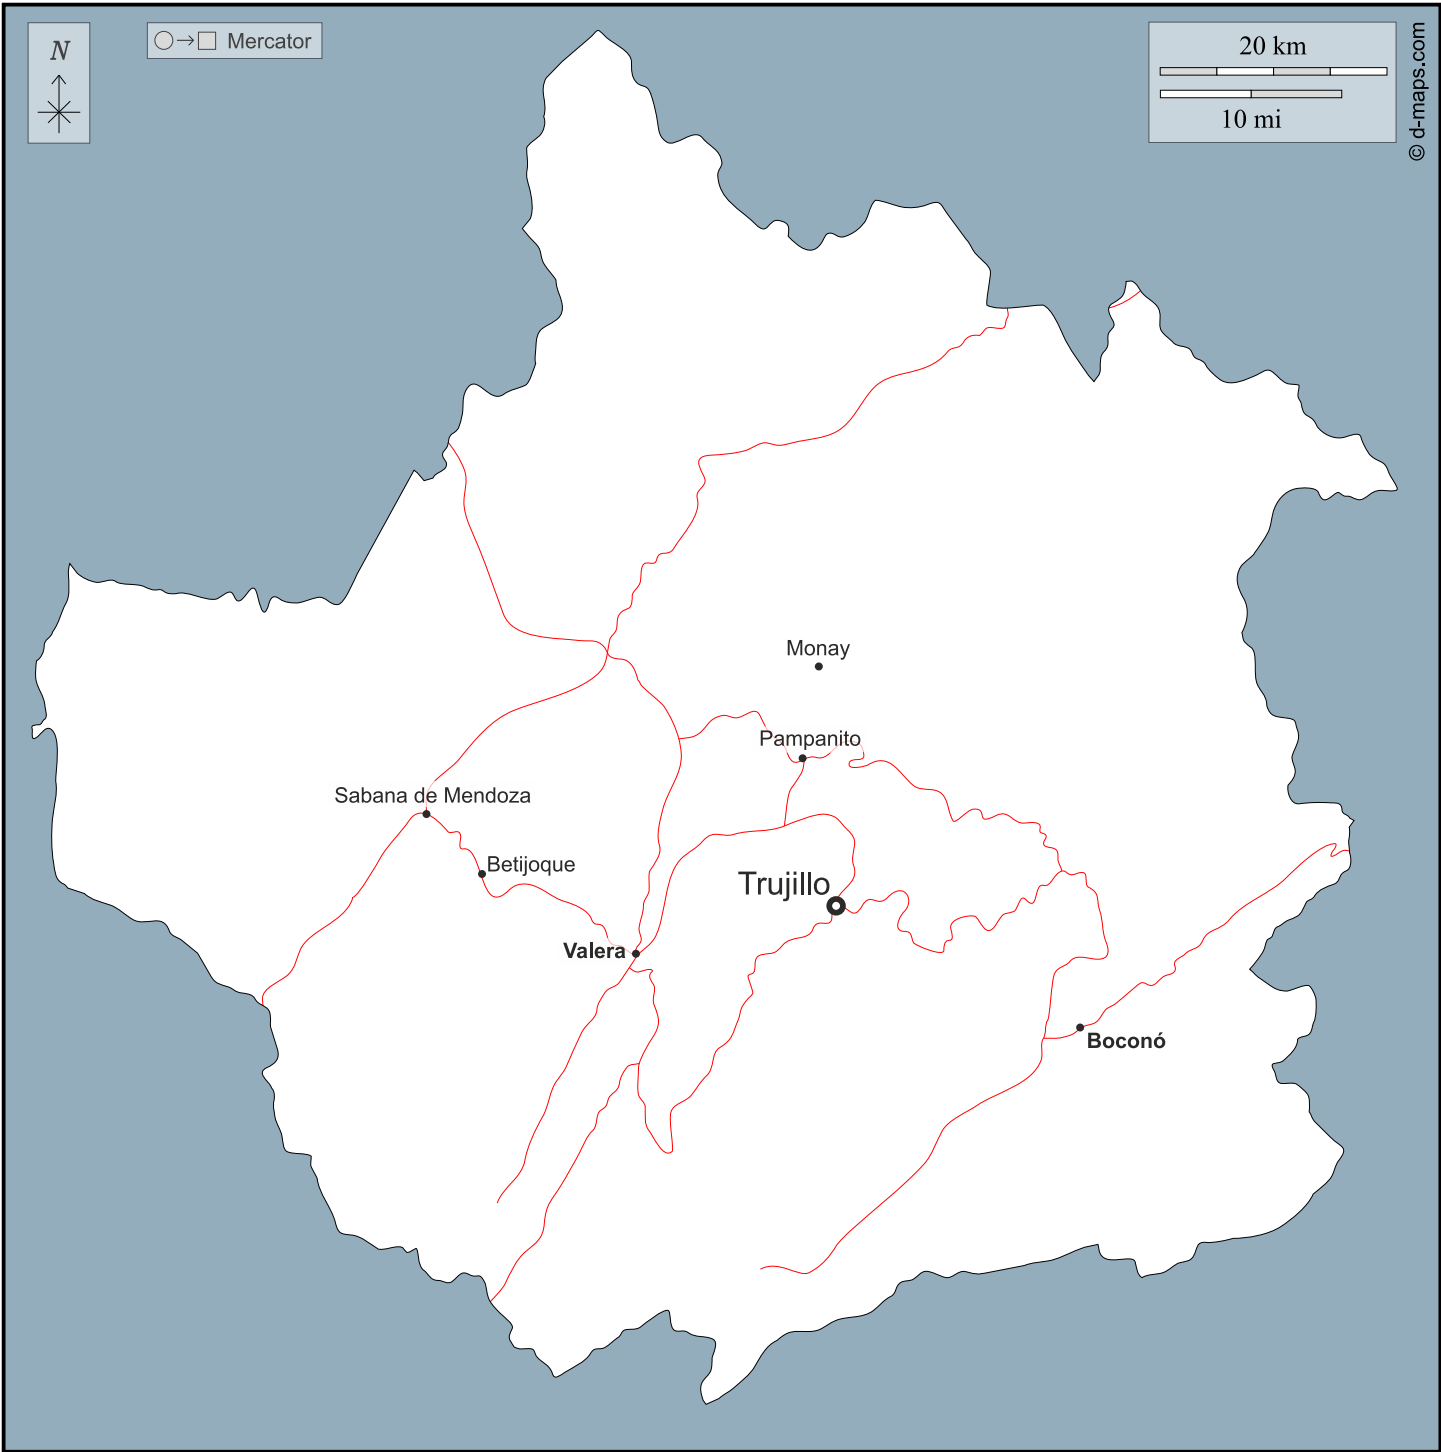 N
Mercator
20 km
10 mi
© d-maps.com
Monay
Pampanito
Sabana de Mendoza
Betijoque
Trujillo
Valera
Boconó